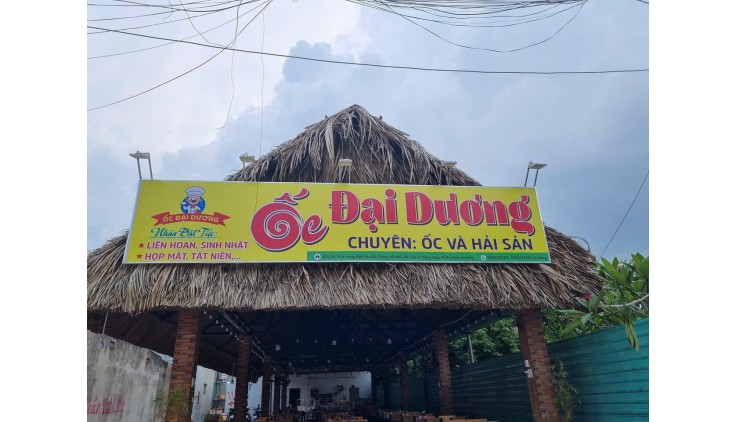 ỐC ĐẠI DƯƠNG
Nhận Đặt Tiệc:
★ LIÊN HOAN, SINH NHẬT
★ HỌP MẶT, TẤT NIÊN,...
Ốc Đại Dương
CHUYÊN: ỐC VÀ HẢI SẢN